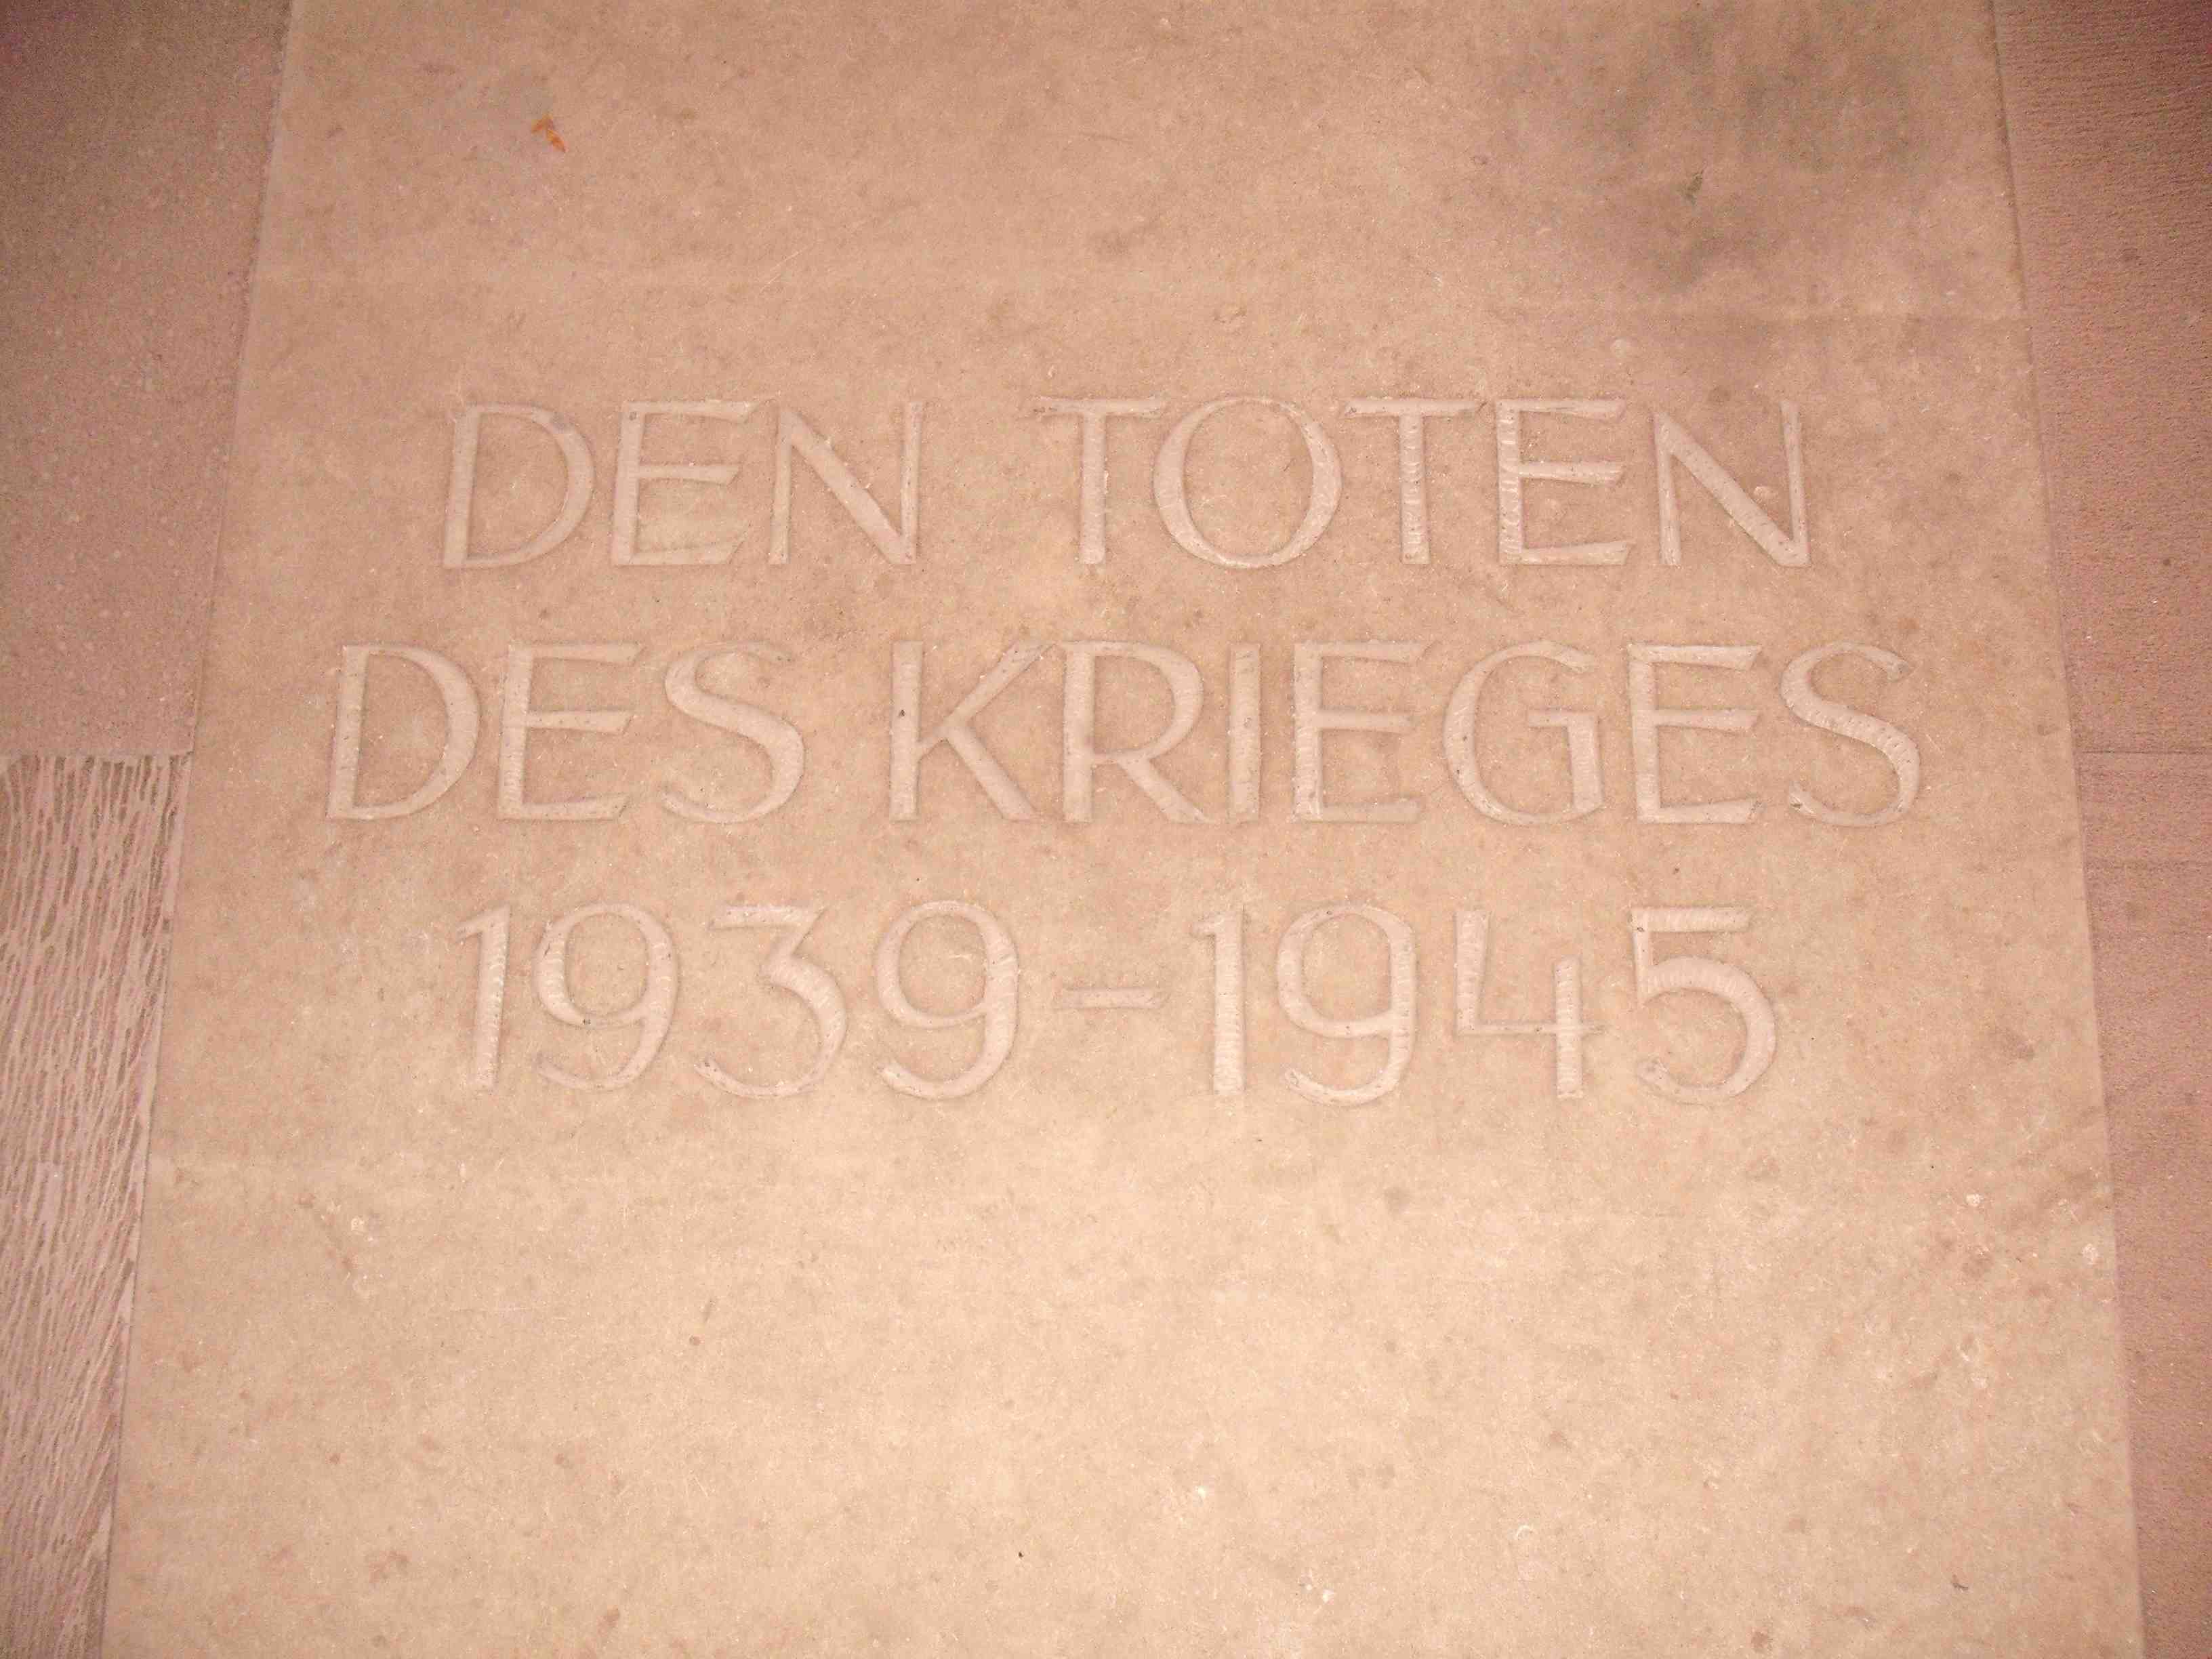 DEN TOTEN
DES KRIEGES
1939-1945